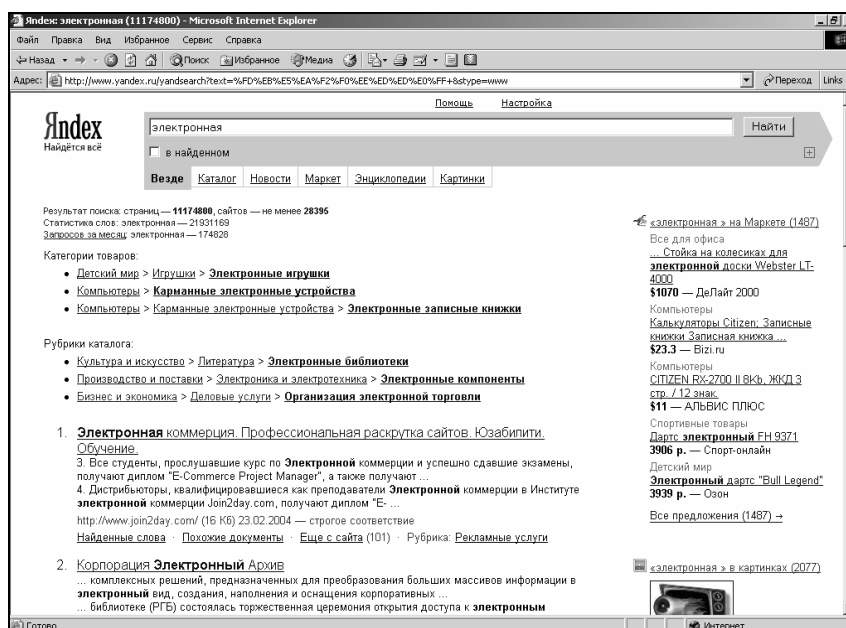 Яndex: электронная (11174800) - Microsoft Internet Explorer
Файл Правка Вид Избранное Сервис Справка
Назад Поиск Избранное Медиа
Адрес: http://www.yandex.ru/yandsearch?text=%FD%EB%E5%EA%F2%F0%EE%ED%ED%E0%FF+&stype=www Переход Links
Помощь Настройка
Яndex
Найдётся всё
электронная Найти
в найденном
Везде Каталог Новости Маркет Энциклопедии Картинки
Результат поиска: страниц — 11174800, сайтов — не менее 28395
Статистика слов: электронная — 21931169
Запросов за месяц: электронная — 174828
Категории товаров:
• Детский мир > Игрушки > Электронные игрушки
• Компьютеры > Карманные электронные устройства
• Компьютеры > Карманные электронные устройства > Электронные записные книжки
Рубрики каталога:
• Культура и искусство > Литература > Электронные библиотеки
• Производство и поставки > Электроника и электротехника > Электронные компоненты
• Бизнес и экономика > Деловые услуги > Организация электронной торговли
1. Электронная коммерция. Профессиональная раскрутка сайтов. Юзабилити.
Обучение.
3. Все студенты, прослушавшие курс по Электронной коммерции и успешно сдавшие экзамены,
получают диплом "E-Commerce Project Manager", а также получают ...
4. Дистрибьюторы, квалифицировавшиеся как преподаватели Электронной коммерции в Институте
электронной коммерции Join2day.com, получают диплом "E- ...
http://www.join2day.com/ (16 Кб) 23.02.2004 — строгое соответствие
Найденные слова · Похожие документы · Еще с сайта (101) · Рубрика: Рекламные услуги
2. Корпорация Электронный Архив
... комплексных решений, предназначенных для преобразования больших массивов информации в
электронный вид, создания, наполнения и оснащения корпоративных ...
... библиотеке (РГБ) состоялась торжественная церемония открытия доступа к электронным
«электронная » на Маркете (1487)
Все для офиса
... Стойка на колесиках для
электронной доски Webster LT-
4000
$1070 — ДеЛайт 2000
Компьютеры
Калькуляторы Citizen; Записные
книжки Записная книжка ...
$23.3 — Bizi.ru
Компьютеры
CITIZEN RX-2700 II 8Kb, ЖКД 3
стр. / 12 знак.
$11 — АЛЬВИС ПЛЮС
Спортивные товары
Дартс электронный FH 9371
3906 р. — Спорт-онлайн
Детский мир
Электронный дартс "Bull Legend"
3939 р. — Озон
Все предложения (1487) →
«электронная » в картинках (2077)
Готово Интернет